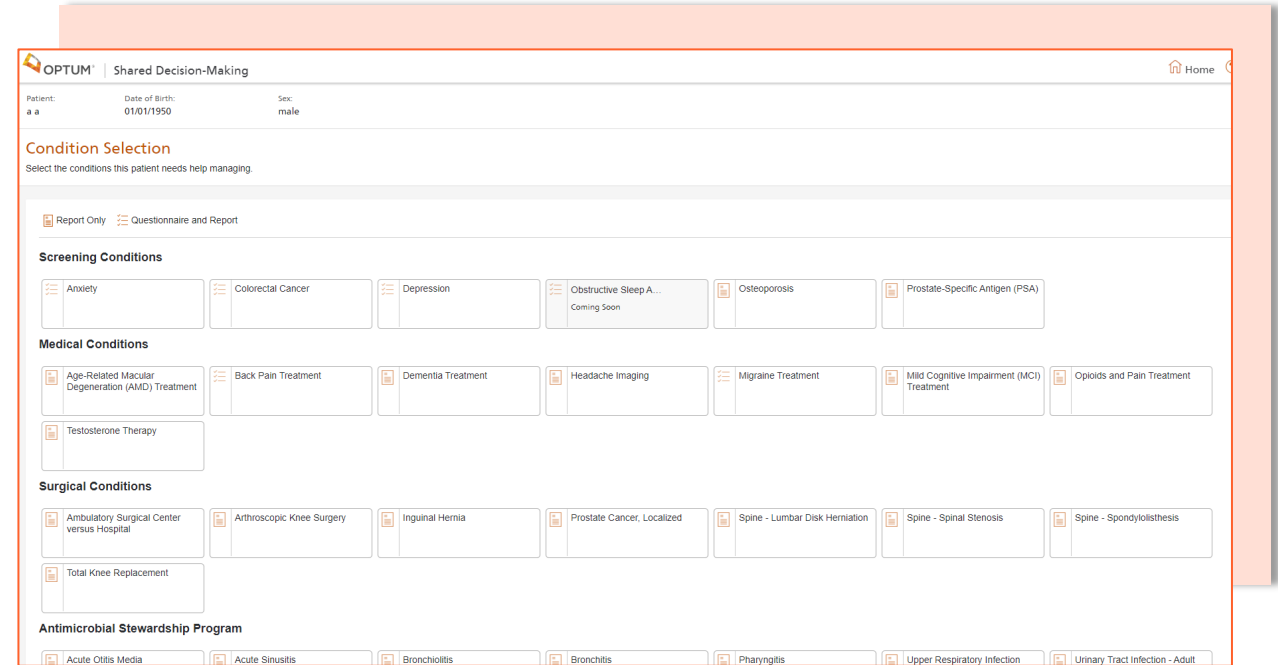 OPTUM® Shared Decision-Making
Home
Patient: Date of Birth: Sex:
a a 01/01/1950 male
Condition Selection
Select the conditions this patient needs help managing.
Report Only Questionnaire and Report
Screening Conditions
Anxiety
Colorectal Cancer
Depression
Obstructive Sleep A...
Coming Soon
Osteoporosis
Prostate-Specific Antigen (PSA)
Medical Conditions
Age-Related Macular
Degeneration (AMD) Treatment
Back Pain Treatment
Dementia Treatment
Headache Imaging
Migraine Treatment
Mild Cognitive Impairment (MCI)
Treatment
Opioids and Pain Treatment
Testosterone Therapy
Surgical Conditions
Ambulatory Surgical Center
versus Hospital
Arthroscopic Knee Surgery
Inguinal Hernia
Prostate Cancer, Localized
Spine - Lumbar Disk Herniation
Spine - Spinal Stenosis
Spine - Spondylolisthesis
Total Knee Replacement
Antimicrobial Stewardship Program
Acute Otitis Media
Acute Sinusitis
Bronchiolitis
Bronchitis
Pharyngitis
Upper Respiratory Infection
Urinary Tract Infection - Adult